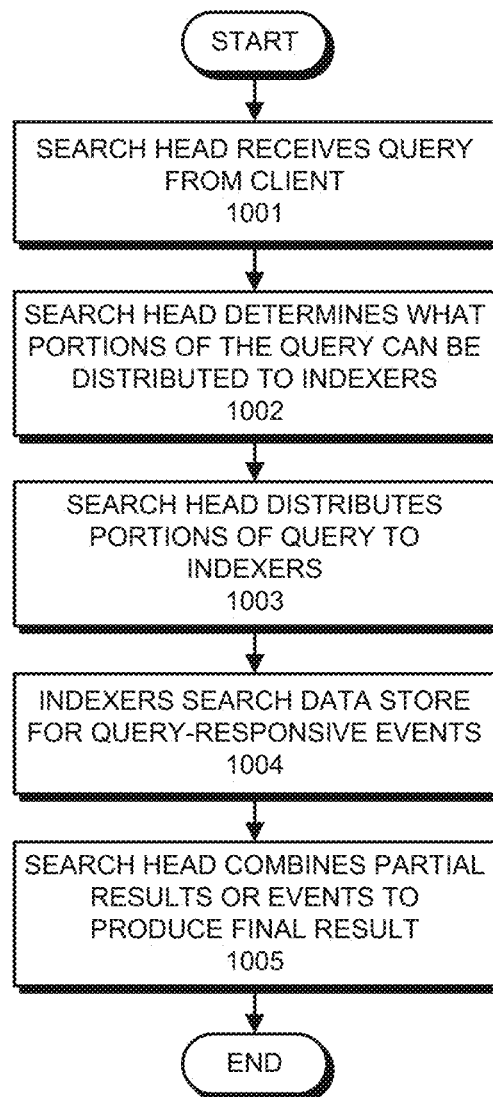 START
SEARCH HEAD RECEIVES QUERY
FROM CLIENT
1001
SEARCH HEAD DETERMINES WHAT
PORTIONS OF THE QUERY CAN BE
DISTRIBUTED TO INDEXERS
1002
SEARCH HEAD DISTRIBUTES
PORTIONS OF QUERY TO
INDEXERS
1003
INDEXERS SEARCH DATA STORE
FOR QUERY-RESPONSIVE EVENTS
1004
SEARCH HEAD COMBINES PARTIAL
RESULTS OR EVENTS TO
PRODUCE FINAL RESULT
1005
END